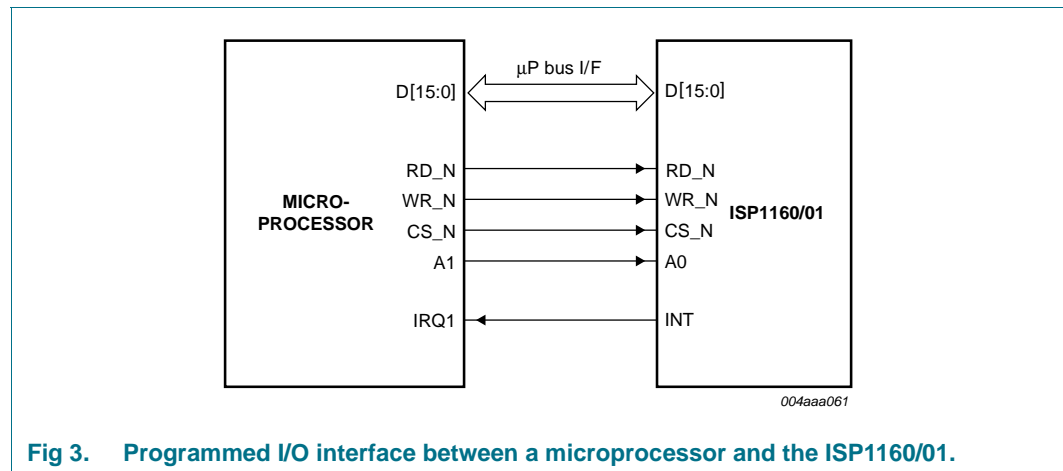 µP bus I/F
D[15:0] D[15:0]
RD_N RD_N
WR_N WR_N
MICRO-
PROCESSOR
ISP1160/01
CS_N CS_N
A1 A0
IRQ1 INT
004aaa061
Fig 3. Programmed I/O interface between a microprocessor and the ISP1160/01.